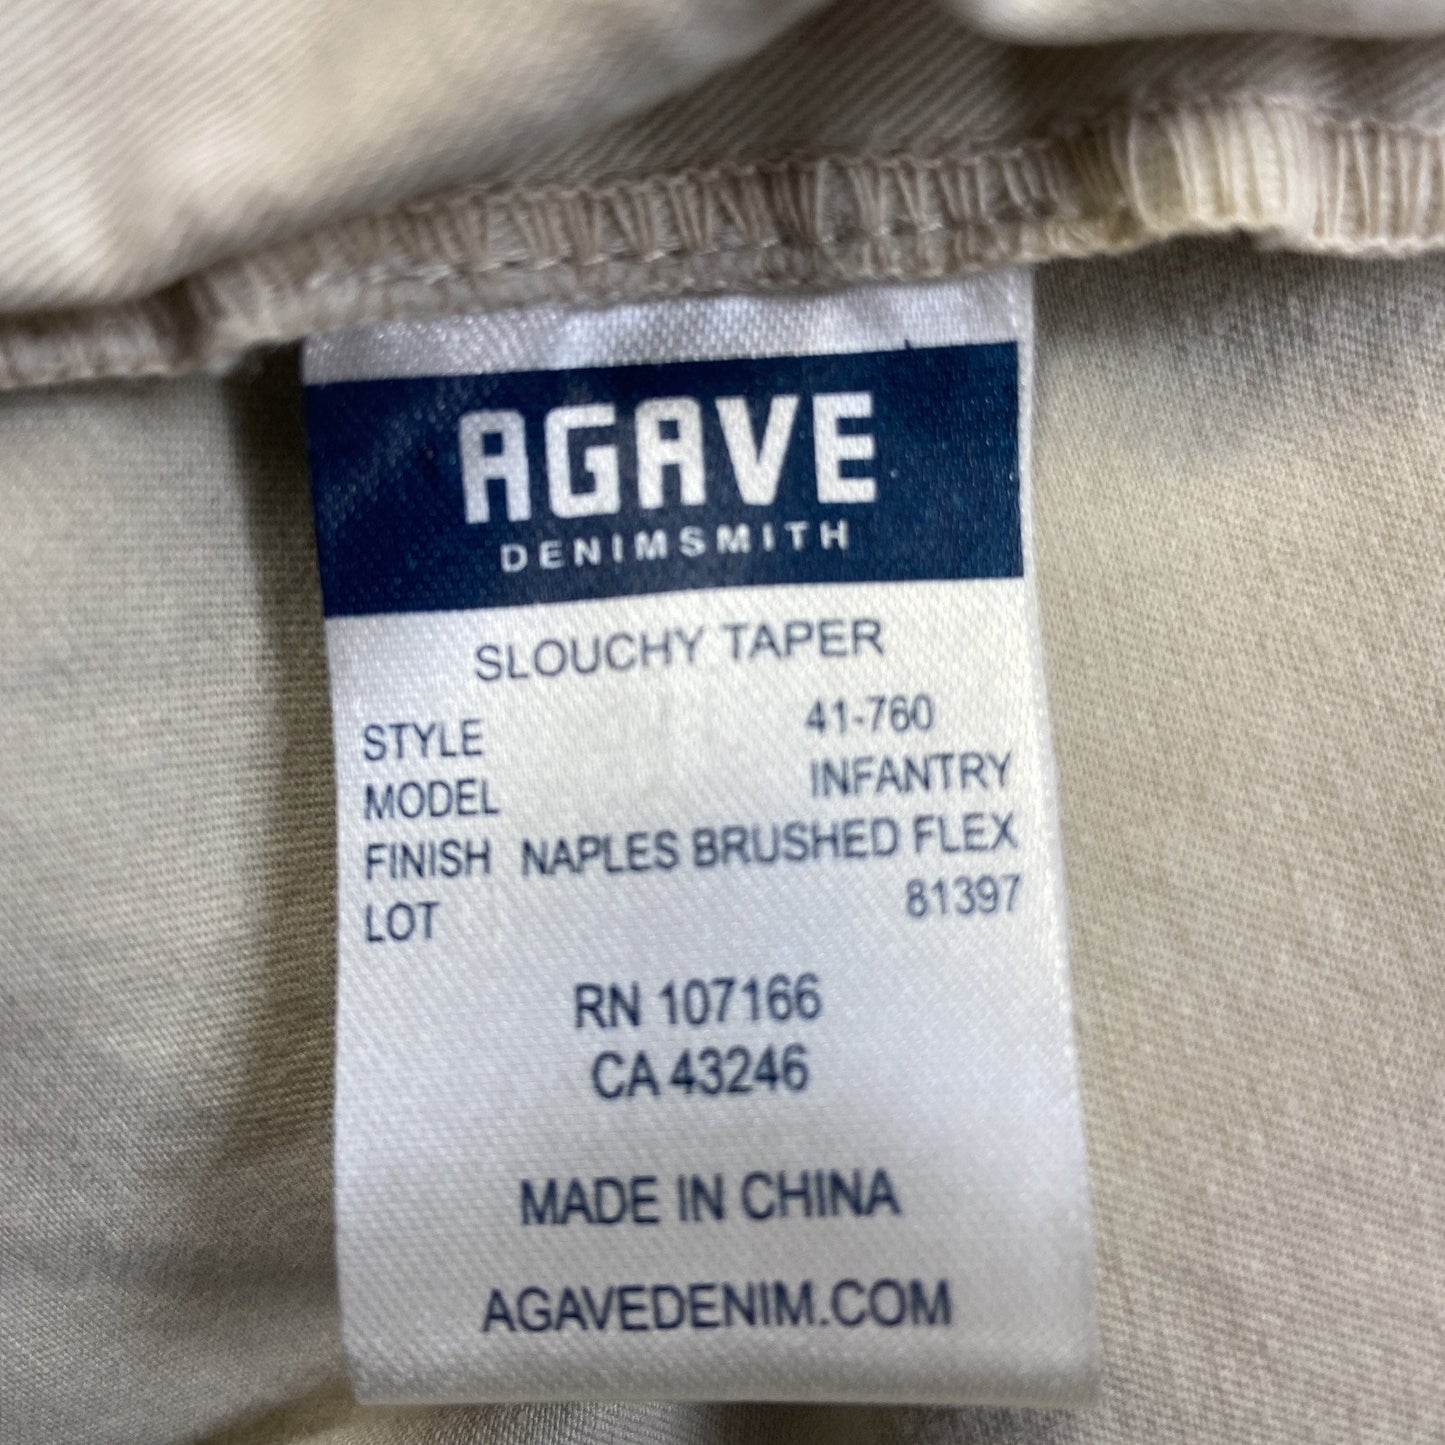 AGAVE
DENIMSMITH
SLOUCHY TAPER
STYLE 41-760
MODEL INFANTRY
FINISH NAPLES BRUSHED FLEX
LOT 81397
RN 107166
CA 43246
MADE IN CHINA
AGAVEDENIM.COM